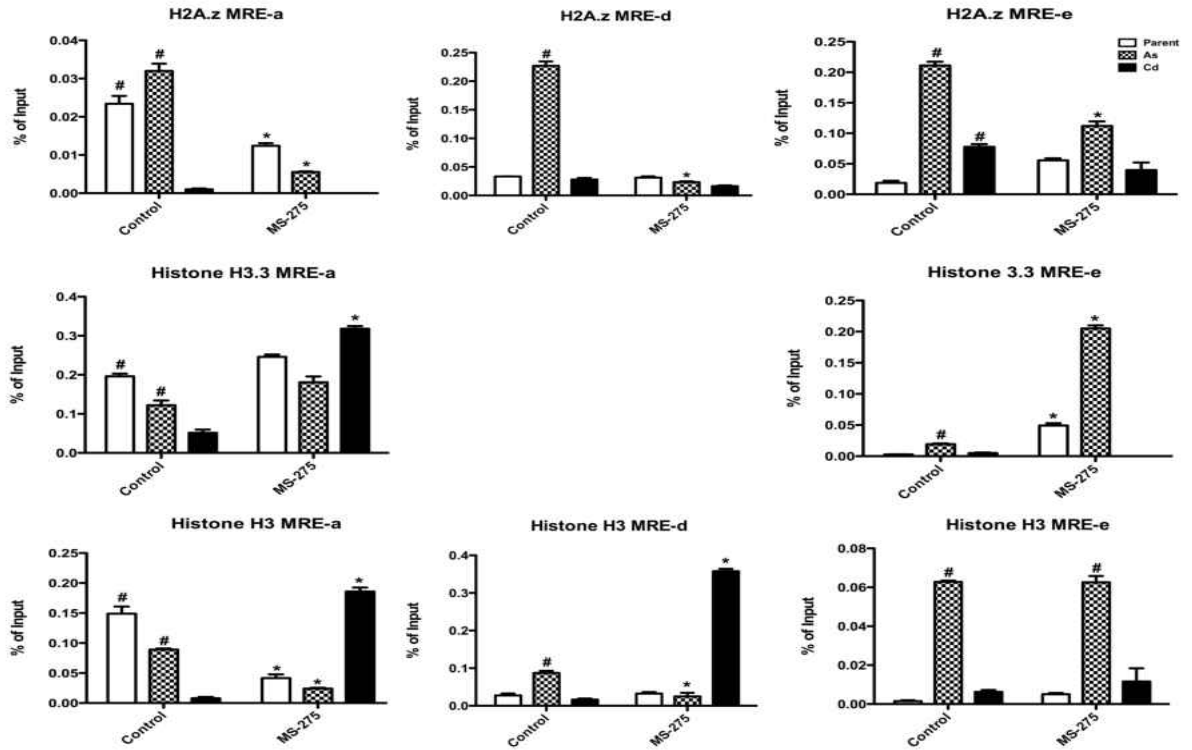 H2A.z MRE-a
% of Input
0.04
0.03
0.02
0.01
0.00
#
#
*
*
Control
MS-275
H2A.z MRE-d
% of Input
0.25
0.20
0.15
0.10
0.05
0.00
#
*
Control
MS-275
H2A.z MRE-e
% of Input
0.25
0.20
0.15
0.10
0.05
0.00
#
#
*
Parent
As
Cd
Control
MS-275
Histone H3.3 MRE-a
% of Input
0.4
0.3
0.2
0.1
0.0
#
#
*
Control
MS-275
Histone 3.3 MRE-e
% of Input
0.25
0.20
0.15
0.10
0.05
0.00
#
*
*
Control
MS-275
Histone H3 MRE-a
% of Input
0.25
0.20
0.15
0.10
0.05
0.00
#
#
*
*
*
Control
MS-275
Histone H3 MRE-d
% of Input
0.4
0.3
0.2
0.1
0.0
#
*
*
Control
MS-275
Histone H3 MRE-e
% of Input
0.08
0.06
0.04
0.02
0.00
#
#
Control
MS-275